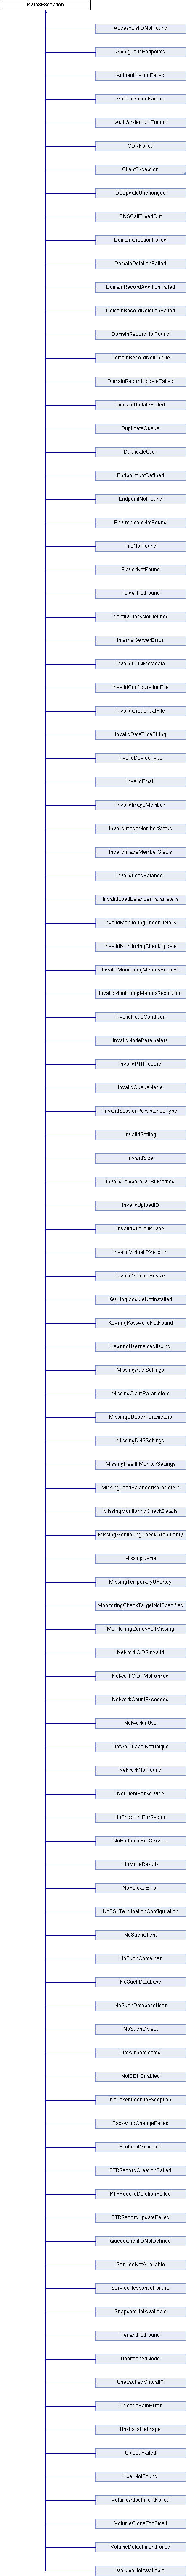 PyraxException
AccessListIDNotFound
AmbiguousEndpoints
AuthenticationFailed
AuthorizationFailure
AuthSystemNotFound
CDNFailed
ClientException
DBUpdateUnchanged
DNSCallTimedOut
DomainCreationFailed
DomainDeletionFailed
DomainRecordAdditionFailed
DomainRecordDeletionFailed
DomainRecordNotFound
DomainRecordNotUnique
DomainRecordUpdateFailed
DomainUpdateFailed
DuplicateQueue
DuplicateUser
EndpointNotDefined
EndpointNotFound
EnvironmentNotFound
FileNotFound
FlavorNotFound
FolderNotFound
IdentityClassNotDefined
InternalServerError
InvalidCDNMetadata
InvalidConfigurationFile
InvalidCredentialFile
InvalidDateTimeString
InvalidDeviceType
InvalidEmail
InvalidImageMember
InvalidImageMemberStatus
InvalidImageMemberStatus
InvalidLoadBalancer
InvalidLoadBalancerParameters
InvalidMonitoringCheckDetails
InvalidMonitoringCheckUpdate
InvalidMonitoringMetricsRequest
InvalidMonitoringMetricsResolution
InvalidNodeCondition
InvalidNodeParameters
InvalidPTRRecord
InvalidQueueName
InvalidSessionPersistenceType
InvalidSetting
InvalidSize
InvalidTemporaryURLMethod
InvalidUploadID
InvalidVirtualIPType
InvalidVirtualIPVersion
InvalidVolumeResize
KeyringModuleNotInstalled
KeyringPasswordNotFound
KeyringUsernameMissing
MissingAuthSettings
MissingClaimParameters
MissingDBUserParameters
MissingDNSSettings
MissingHealthMonitorSettings
MissingLoadBalancerParameters
MissingMonitoringCheckDetails
MissingMonitoringCheckGranularity
MissingName
MissingTemporaryURLKey
MonitoringCheckTargetNotSpecified
MonitoringZonesPollMissing
NetworkCIDRInvalid
NetworkCIDRMalformed
NetworkCountExceeded
NetworkInUse
NetworkLabelNotUnique
NetworkNotFound
NoClientForService
NoEndpointForRegion
NoEndpointForService
NoMoreResults
NoReloadError
NoSSLTerminationConfiguration
NoSuchClient
NoSuchContainer
NoSuchDatabase
NoSuchDatabaseUser
NoSuchObject
NotAuthenticated
NotCDNEnabled
NoTokenLookupException
PasswordChangeFailed
ProtocolMismatch
PTRRecordCreationFailed
PTRRecordDeletionFailed
PTRRecordUpdateFailed
QueueClientIDNotDefined
ServiceNotAvailable
ServiceResponseFailure
SnapshotNotAvailable
TenantNotFound
UnattachedNode
UnattachedVirtualIP
UnicodePathError
UnsharableImage
UploadFailed
UserNotFound
VolumeAttachmentFailed
VolumeCloneTooSmall
VolumeDetachmentFailed
VolumeNotAvailable